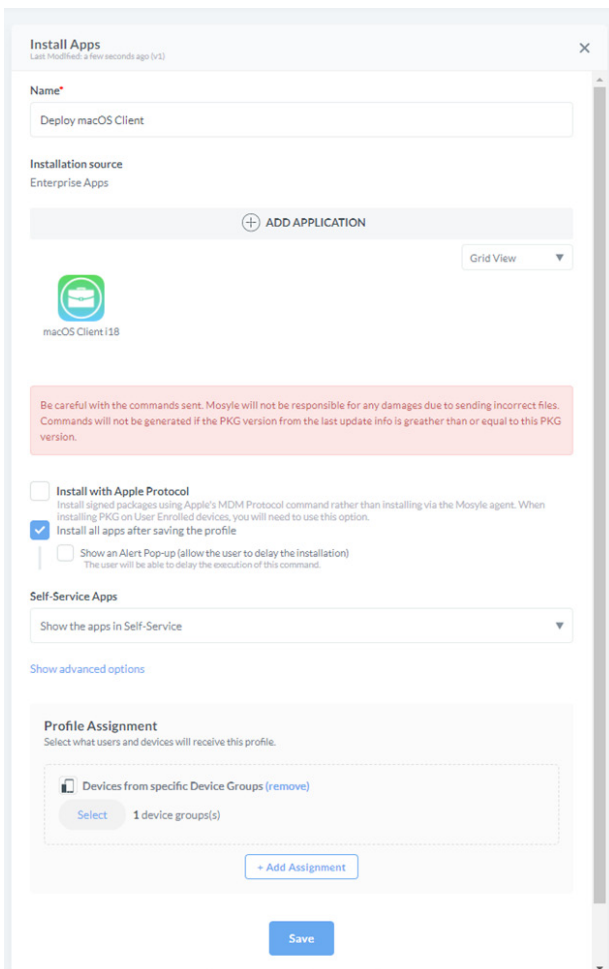 Install Apps
Last Modified: a few seconds ago (v1)
Name*
Deploy macOS Client
Installation source
Enterprise Apps
ADD APPLICATION
Grid View
macOS Client i18
Be careful with the commands sent. Mosyle will not be responsible for any damages due to sending incorrect files.
Commands will not be generated if the PKG version from the last update info is greather than or equal to this PKG
version.
Install with Apple Protocol
Install signed packages using Apple's MDM Protocol command rather than installing via the Mosyle agent. When
installing PKG on User Enrolled devices, you will need to use this option.
Install all apps after saving the profile
Show an Alert Pop-up (allow the user to delay the installation)
The user will be able to delay the execution of this command.
Self-Service Apps
Show the apps in Self-Service
Show advanced options
Profile Assignment
Select what users and devices will receive this profile.
Devices from specific Device Groups (remove)
Select 1 device groups(s)
+ Add Assignment
Save